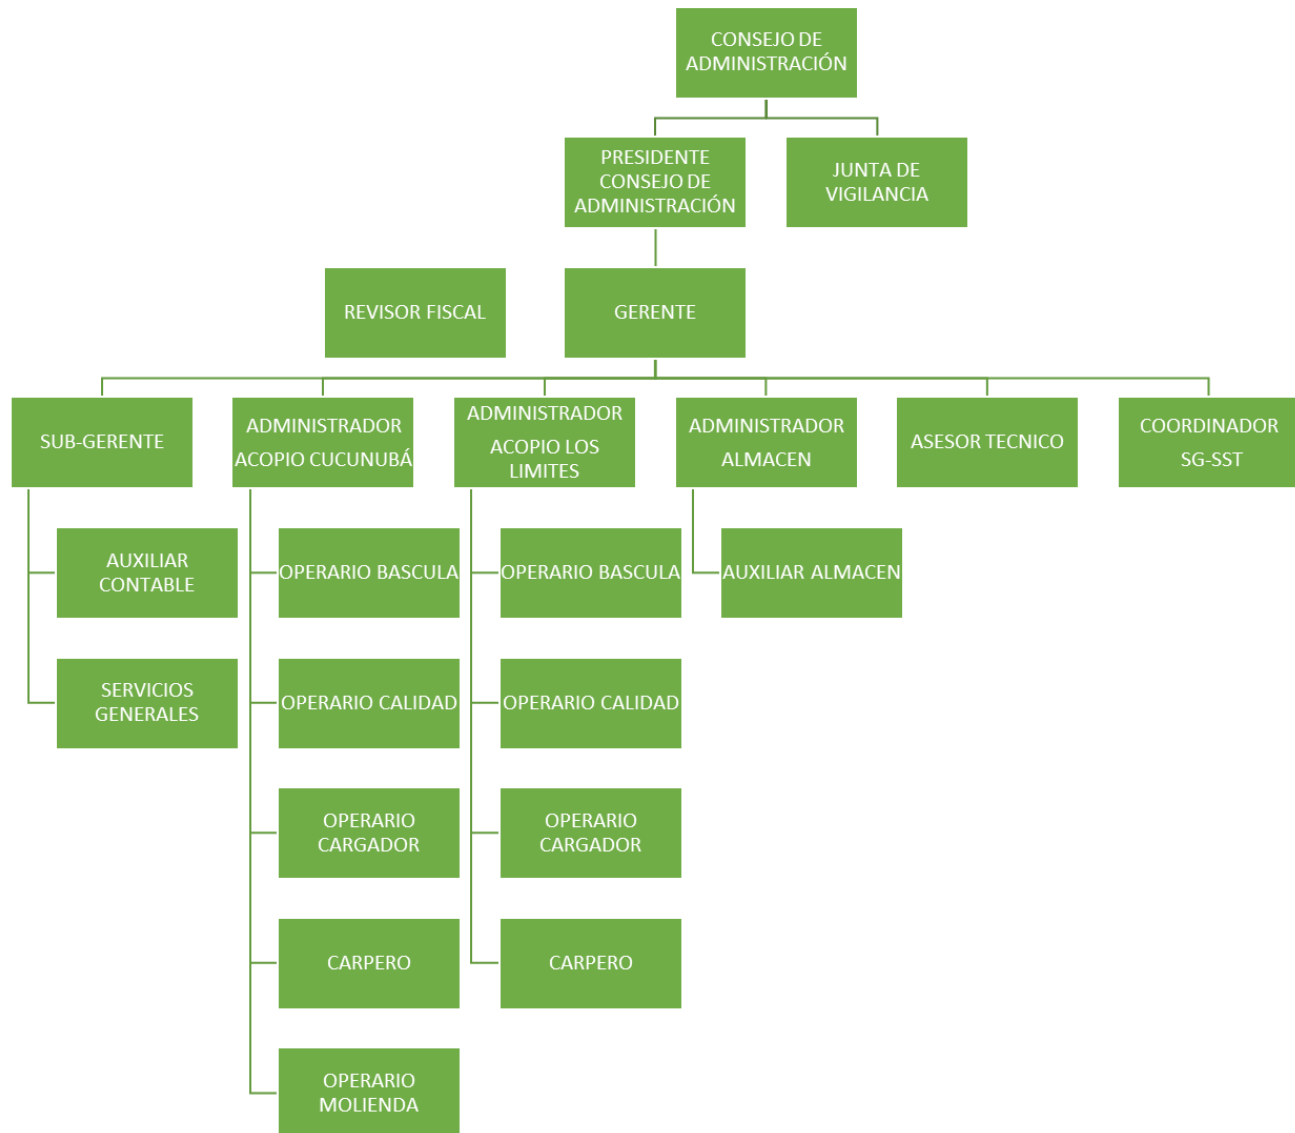 CONSEJO DE
ADMINISTRACIÓN
PRESIDENTE
CONSEJO DE
ADMINISTRACIÓN
JUNTA DE
VIGILANCIA
REVISOR FISCAL
GERENTE
SUB-GERENTE
ADMINISTRADOR
ACOPIO CUCUNUBÁ
ADMINISTRADOR
ACOPIO LOS
LIMITES
ADMINISTRADOR
ALMACEN
ASESOR TECNICO
COORDINADOR
SG-SST
AUXILIAR
CONTABLE
OPERARIO BASCULA
OPERARIO BASCULA
AUXILIAR ALMACEN
SERVICIOS
GENERALES
OPERARIO CALIDAD
OPERARIO CALIDAD
OPERARIO
CARGADOR
OPERARIO
CARGADOR
CARPERO
CARPERO
OPERARIO
MOLIENDA